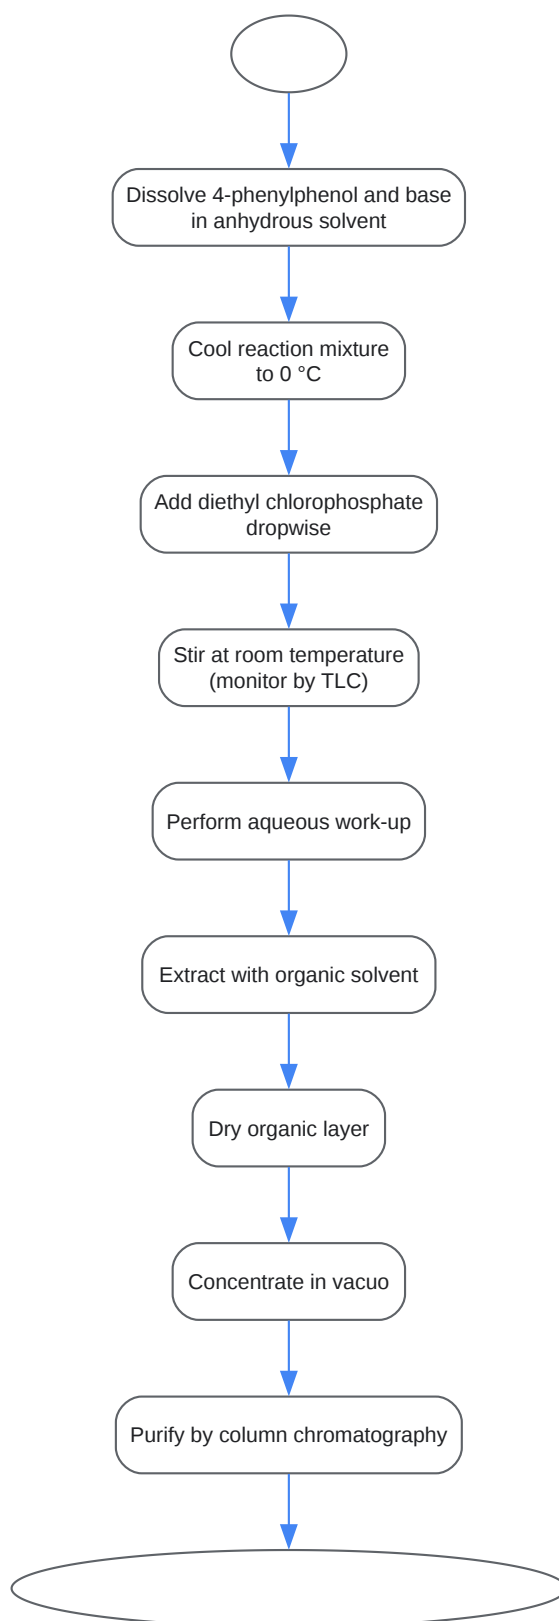 Dissolve 4-phenylphenol and base
in anhydrous solvent
Cool reaction mixture
to 0 °C
Add diethyl chlorophosphate
dropwise
Stir at room temperature
(monitor by TLC)
Perform aqueous work-up
Extract with organic solvent
Dry organic layer
Concentrate in vacuo
Purify by column chromatography